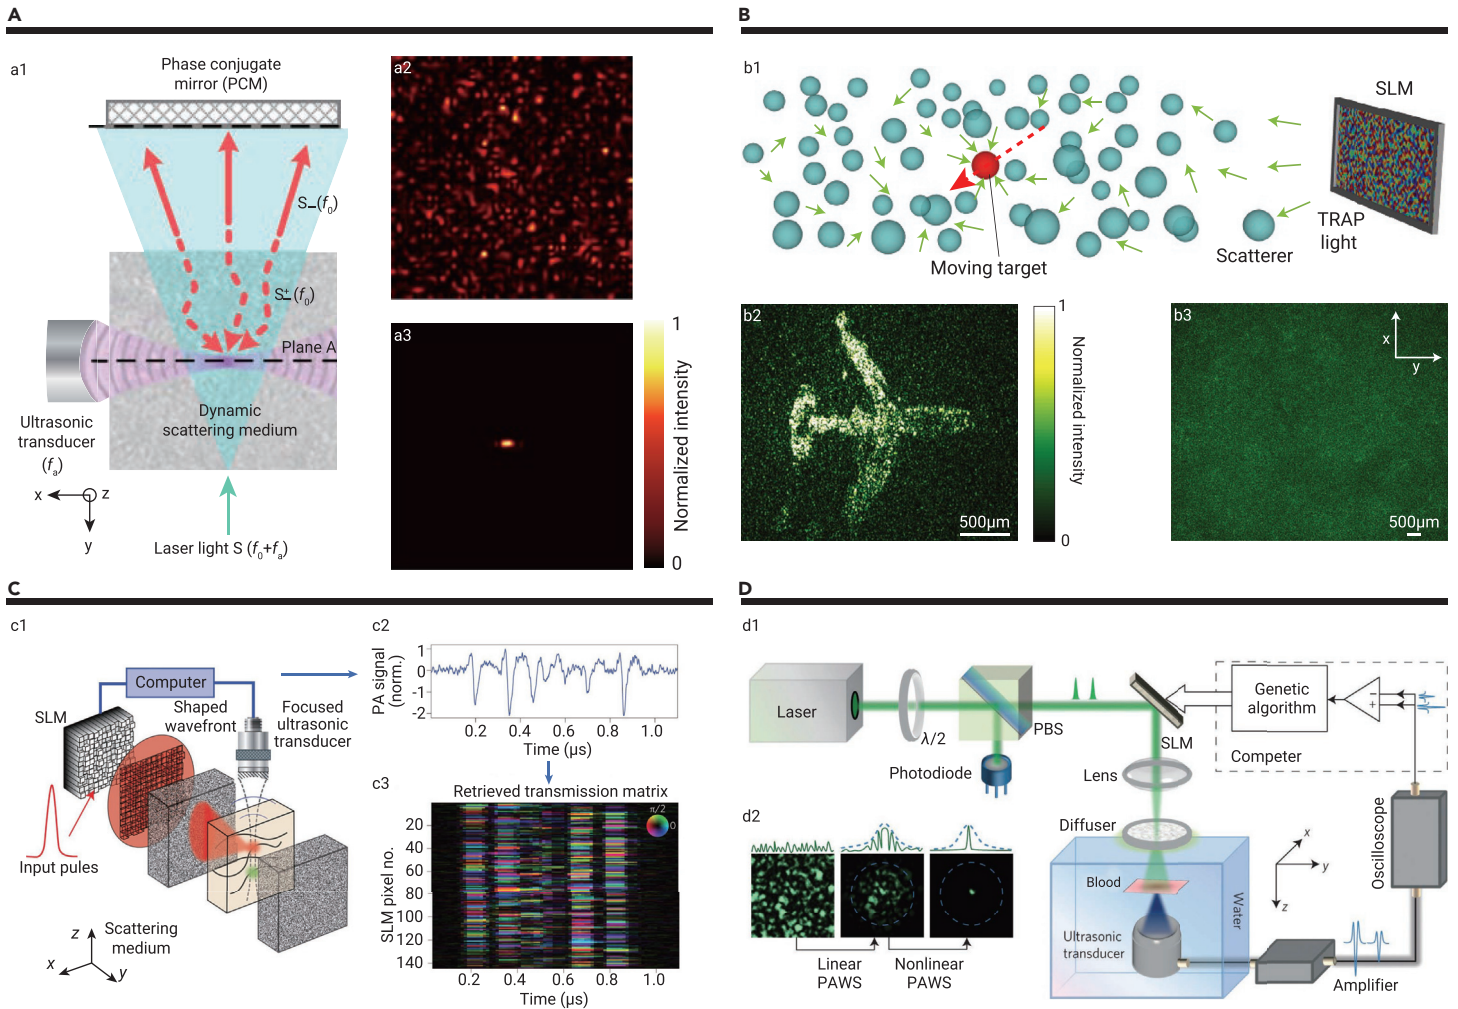 A
a1
Phase conjugate
mirror (PCM)
S−(f0)
S±(f0)
Plane A
Dynamic
scattering medium
Ultrasonic
transducer
(fa)
x
z
y
Laser light S (f0+fa)
a2
a3
1
Normalized intensity
0
B
b1
SLM
TRAP
light
Scatterer
Moving target
b2
500μm
1
Normalized intensity
0
b3
x
y
500μm
C
c1
Computer
SLM
Shaped
wavefront
Focused
ultrasonic
transducer
Input pules
Scattering
medium
z
x
y
c2
PA signal
(norm.)
1
0
-1
-2
0.2
0.4
0.6
0.8
1.0
Time (μs)
c3
Retrieved transmission matrix
π/2
0
SLM pixel no.
20
40
60
80
100
120
140
0.2
0.4
0.6
0.8
1.0
Time (μs)
D
d1
Laser
λ/2
PBS
Photodiode
SLM
Genetic
algorithm
−
+
Competer
Lens
Diffuser
Blood
Water
Ultrasonic
transducer
x
y
z
Oscilloscope
Amplifier
d2
Linear
PAWS
Nonlinear
PAWS